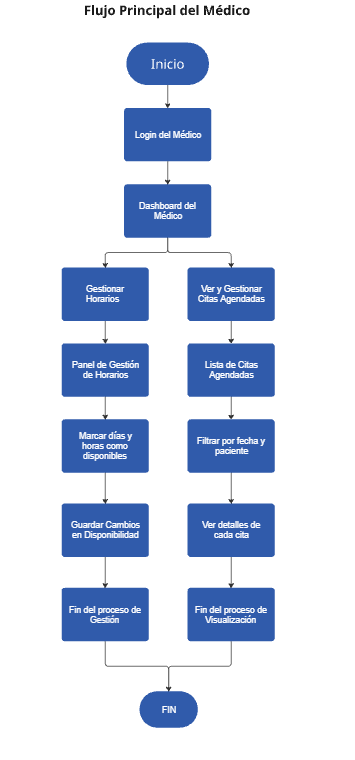 Flujo Principal del Médico
Inicio
Login del Médico
Dashboard del
Médico
Gestionar
Horarios
Ver y Gestionar
Citas Agendadas
Panel de Gestión
de Horarios
Lista de Citas
Agendadas
Marcar días y
horas como
disponibles
Filtrar por fecha y
paciente
Guardar Cambios
en Disponibilidad
Ver detalles de
cada cita
Fin del proceso de
Gestión
Fin del proceso de
Visualización
FIN